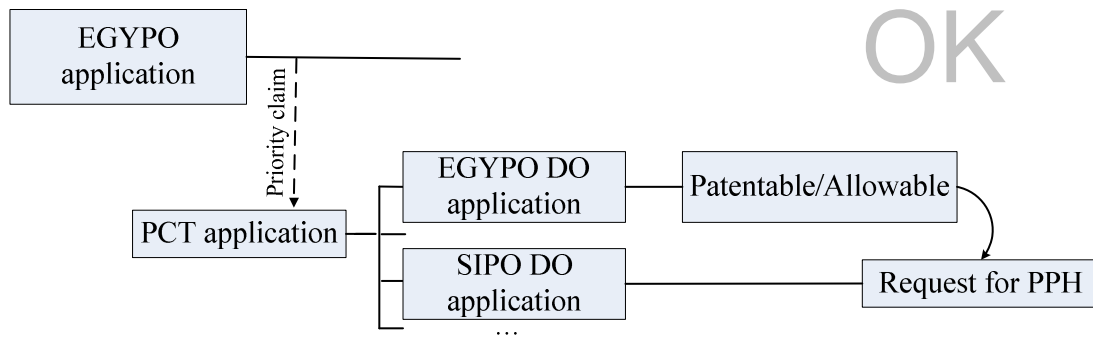 EGYPO
application
OK
Priority claim
EGYPO DO
application
Patentable/Allowable
PCT application
SIPO DO
application
Request for PPH
...